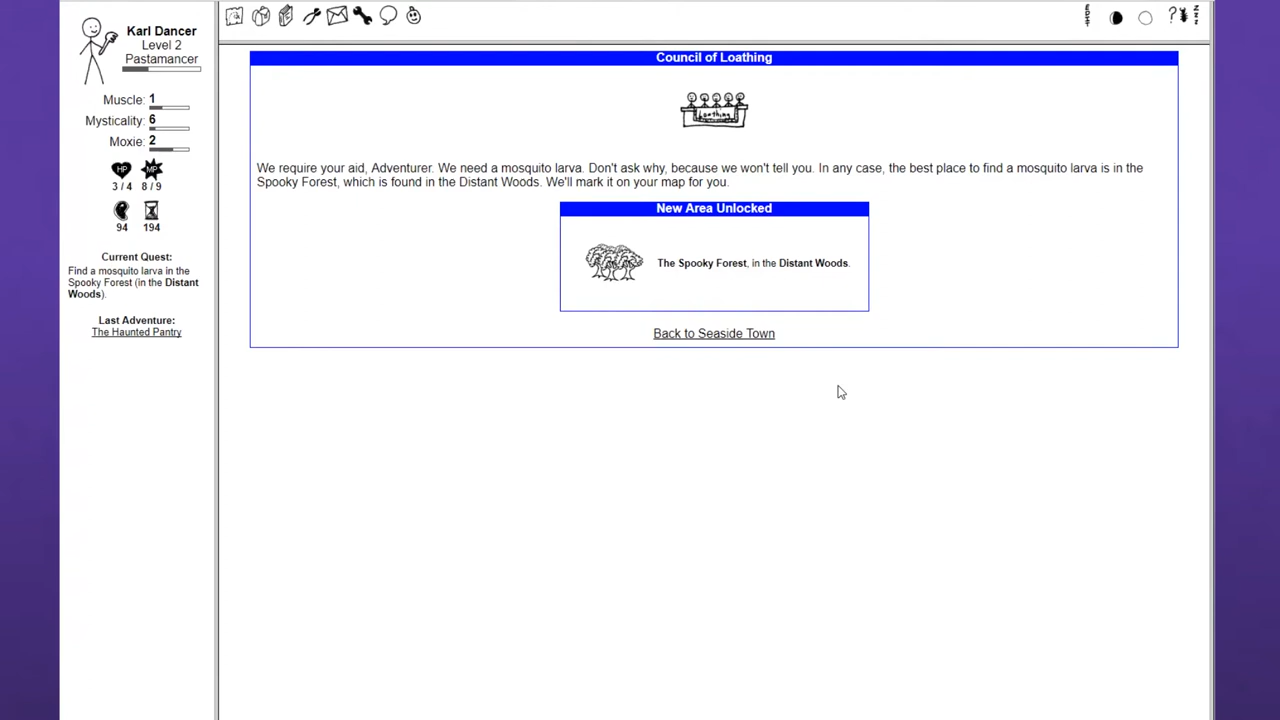 Karl Dancer
Level 2
Pastamancer
Muscle: 1
Mysticality: 6
Moxie: 2
HP MP
3 / 4 8 / 9
94 194
Current Quest:
Find a mosquito larva in the
Spooky Forest (in the Distant
Woods).
Last Adventure:
The Haunted Pantry
EDIT
? ZZZ
Council of Loathing
Loathing
We require your aid, Adventurer. We need a mosquito larva. Don't ask why, because we won't tell you. In any case, the best place to find a mosquito larva is in the
Spooky Forest, which is found in the Distant Woods. We'll mark it on your map for you.
New Area Unlocked
The Spooky Forest, in the Distant Woods.
Back to Seaside Town